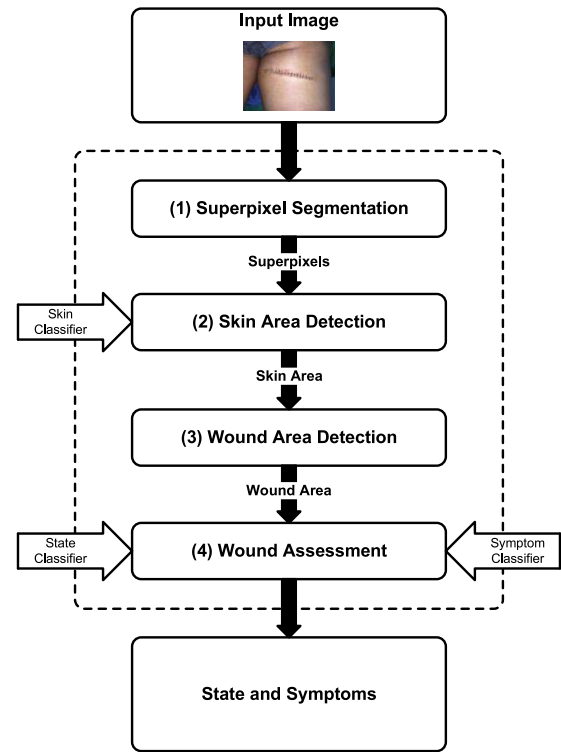 Input Image
(1) Superpixel Segmentation
Superpixels
Skin
Classifier
(2) Skin Area Detection
Skin Area
(3) Wound Area Detection
Wound Area
State
Classifier
(4) Wound Assessment
Symptom
Classifier
State and Symptoms